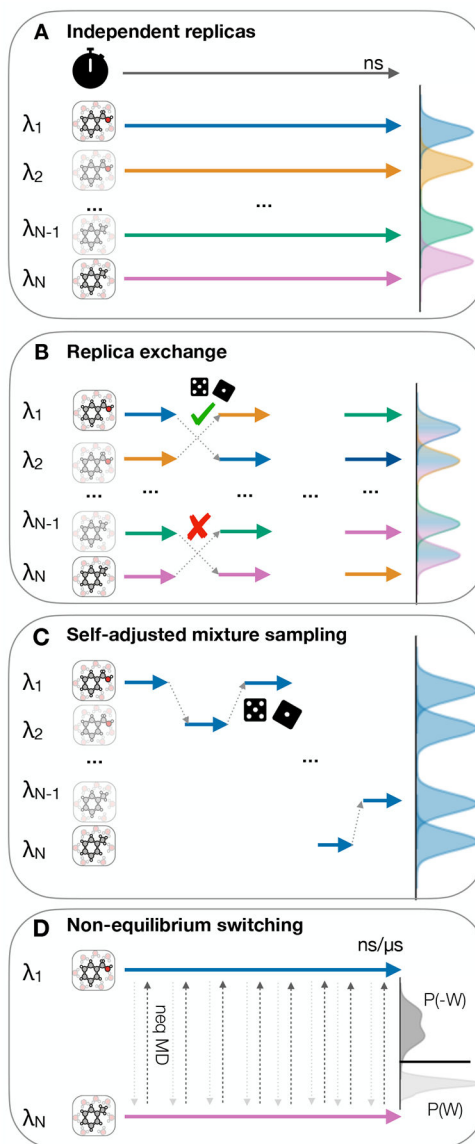 A Independent replicas
ns
λ1
λ2
...
...
λN-1
λN
B Replica exchange
λ1
λ2
... ... ... ... ...
λN-1
λN
C Self-adjusted mixture sampling
λ1
λ2
...
...
λN-1
λN
D Non-equilibrium switching
ns/µs
λ1
P(-W)
neq MD
λN
P(W)